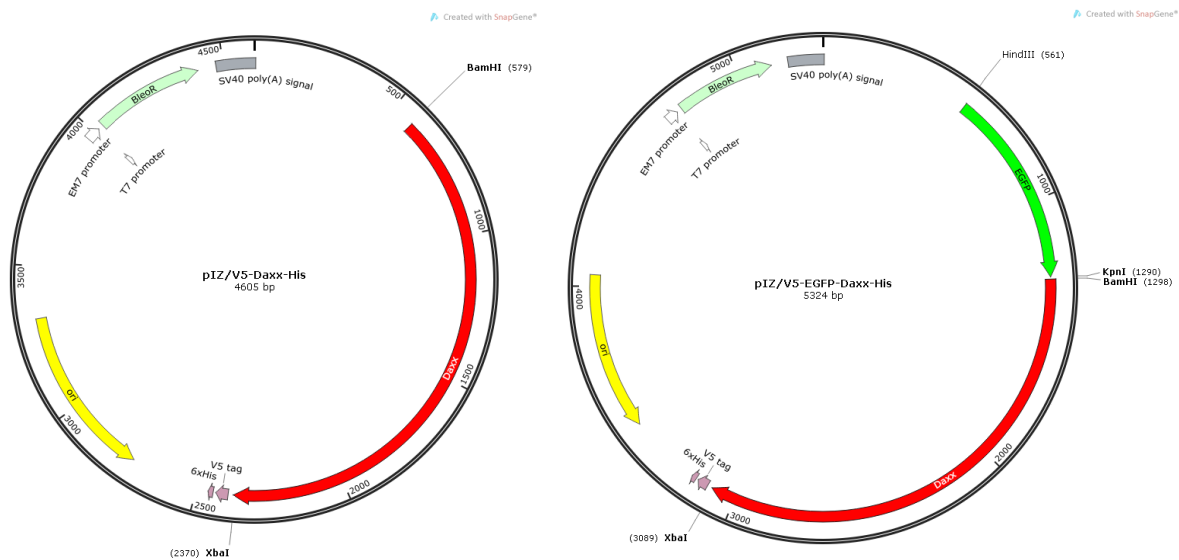 Created with SnapGene®
4500
SV40 poly(A) signal
BamHI (579)
500
BleoR
4000
EM7 promoter
T7 promoter
1000
pIZ/V5-Daxx-His
4605 bp
3500
Daxx
1500
ori
3000
V5 tag
6xHis
2000
2500
(2370) XbaI
Created with SnapGene®
5000
SV40 poly(A) signal
HindIII (561)
BleoR
EM7 promoter
T7 promoter
EGFP
1000
KpnI (1290)
BamHI (1298)
pIZ/V5-EGFP-Daxx-His
5324 bp
4000
ori
2000
V5 tag
6xHis
Daxx
3000
(3089) XbaI